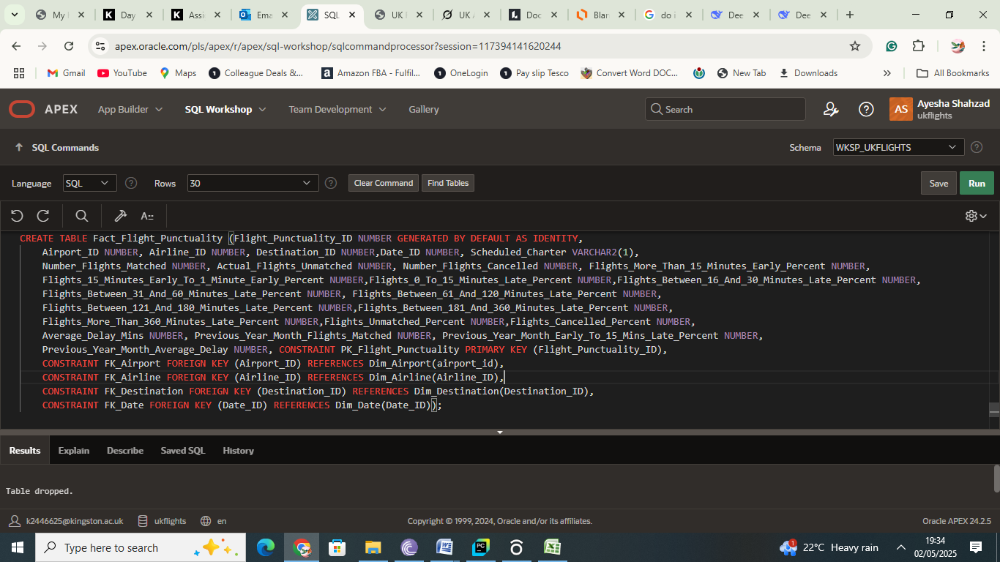 My
Day
Assi
Ema
SQL
UK
UK
Doc
Blan
do i
Dee
Dee
apex.oracle.com/pls/apex/r/apex/sql-workshop/sqlcommandprocessor?session=117394141620244
Gmail YouTube Maps Colleague Deals &... Amazon FBA - Fulfil... OneLogin Pay slip Tesco Convert Word DOC... New Tab Downloads » All Bookmarks
APEX App Builder SQL Workshop Team Development Gallery Search AS Ayesha Shahzad
ukflights
SQL Commands Schema WKSP_UKFLIGHTS
Language SQL Rows 30 Clear Command Find Tables Save Run
CREATE TABLE Fact_Flight_Punctuality (Flight_Punctuality_ID NUMBER GENERATED BY DEFAULT AS IDENTITY,
Airport_ID NUMBER, Airline_ID NUMBER, Destination_ID NUMBER,Date_ID NUMBER, Scheduled_Charter VARCHAR2(1),
Number_Flights_Matched NUMBER, Actual_Flights_Unmatched NUMBER, Number_Flights_Cancelled NUMBER, Flights_More_Than_15_Minutes_Early_Percent NUMBER,
Flights_15_Minutes_Early_To_1_Minute_Early_Percent NUMBER,Flights_0_To_15_Minutes_Late_Percent NUMBER,Flights_Between_16_And_30_Minutes_Late_Percent NUMBER,
Flights_Between_31_And_60_Minutes_Late_Percent NUMBER, Flights_Between_61_And_120_Minutes_Late_Percent NUMBER,
Flights_Between_121_And_180_Minutes_Late_Percent NUMBER,Flights_Between_181_And_360_Minutes_Late_Percent NUMBER,
Flights_More_Than_360_Minutes_Late_Percent NUMBER,Flights_Unmatched_Percent NUMBER,Flights_Cancelled_Percent NUMBER,
Average_Delay_Mins NUMBER, Previous_Year_Month_Flights_Matched NUMBER, Previous_Year_Month_Early_To_15_Mins_Late_Percent NUMBER,
Previous_Year_Month_Average_Delay NUMBER, CONSTRAINT PK_Flight_Punctuality PRIMARY KEY (Flight_Punctuality_ID),
CONSTRAINT FK_Airport FOREIGN KEY (Airport_ID) REFERENCES Dim_Airport(airport_id),
CONSTRAINT FK_Airline FOREIGN KEY (Airline_ID) REFERENCES Dim_Airline(Airline_ID),
CONSTRAINT FK_Destination FOREIGN KEY (Destination_ID) REFERENCES Dim_Destination(Destination_ID),
CONSTRAINT FK_Date FOREIGN KEY (Date_ID) REFERENCES Dim_Date(Date_ID));
Results Explain Describe Saved SQL History
Table dropped.
k2446625@kingston.ac.uk ukflights en Copyright © 1999, 2024, Oracle and/or its affiliates. Oracle APEX 24.2.5
Type here to search 22°C Heavy rain 19:34
02/05/2025